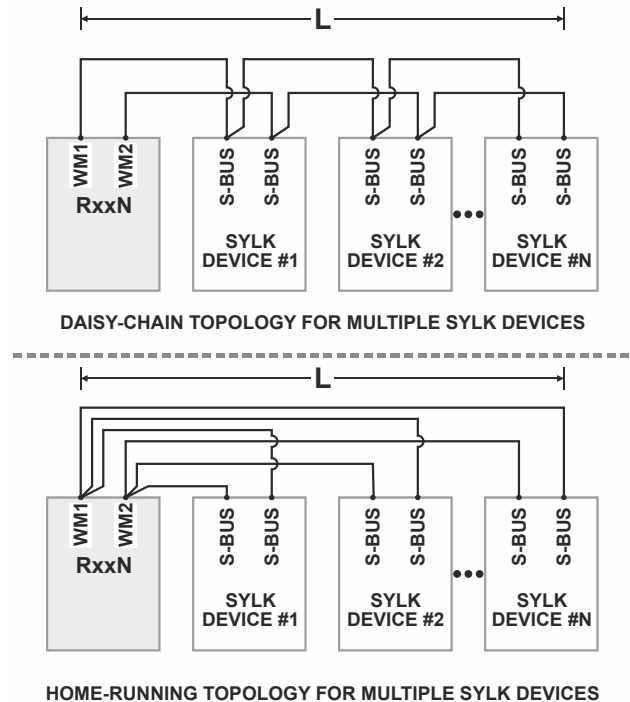 L
WM1 WM2 S-BUS S-BUS S-BUS S-BUS S-BUS S-BUS
RxxN
SYLK SYLK SYLK
DEVICE #1 DEVICE #2 DEVICE #N
DAISY-CHAIN TOPOLOGY FOR MULTIPLE SYLK DEVICES
L
WM1 WM2 S-BUS S-BUS S-BUS S-BUS S-BUS S-BUS
RxxN
SYLK SYLK SYLK
DEVICE #1 DEVICE #2 DEVICE #N
HOME-RUNNING TOPOLOGY FOR MULTIPLE SYLK DEVICES